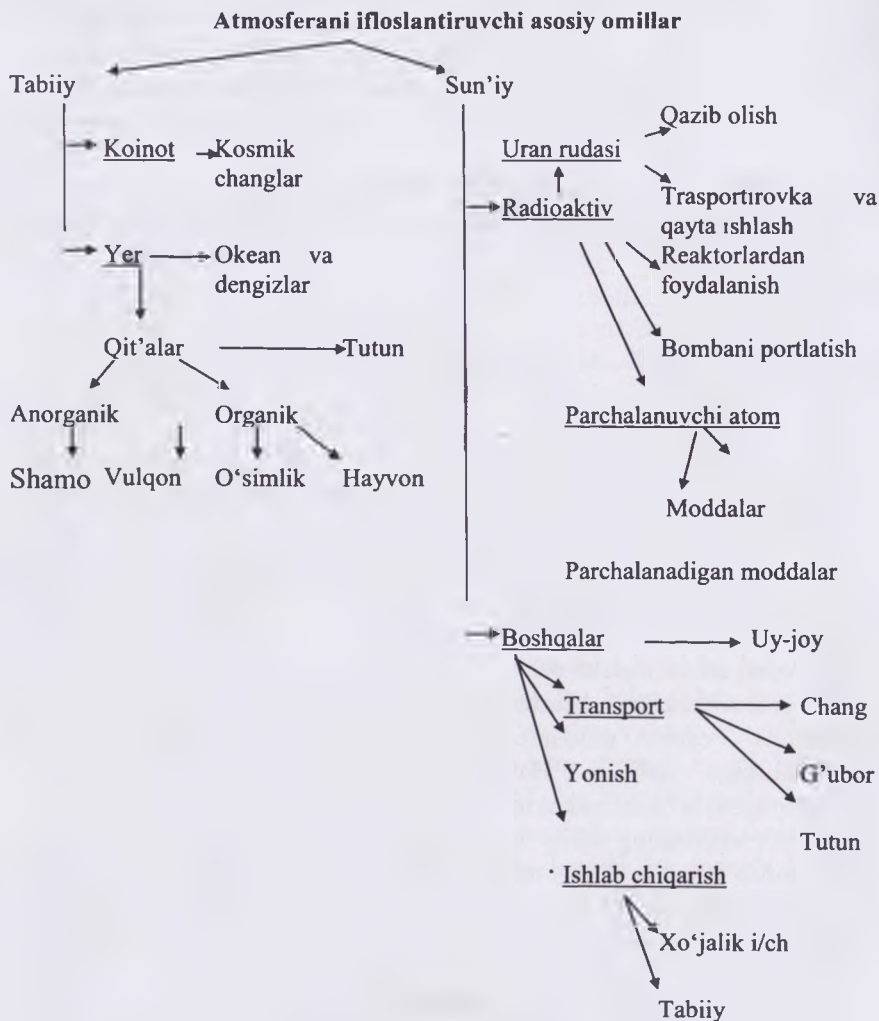 Atmosferani ifloslantiruvchi asosiy omillar
Tabiiy
Koinot
Kosmik
changlar
Yer
Okean va
dengizlar
Qit'alar
Tutun
Anorganik
Organik
Shamo
Vulqon
O‘simlik
Hayvon
Sun'iy
Uran rudasi
Qazib olish
Trasportırovka va
qayta ıshlash
Radioaktiv
Reaktorlardan
foydalanish
Bombani portlatish
Parchalanuvchi atom
Moddalar
Parchalanadigan moddalar
Boshqalar
Uy-joy
Transport
Chang
G'ubor
Tutun
Yonish
Ishlab chiqarish
Xo‘jalik i/ch
Tabiiy